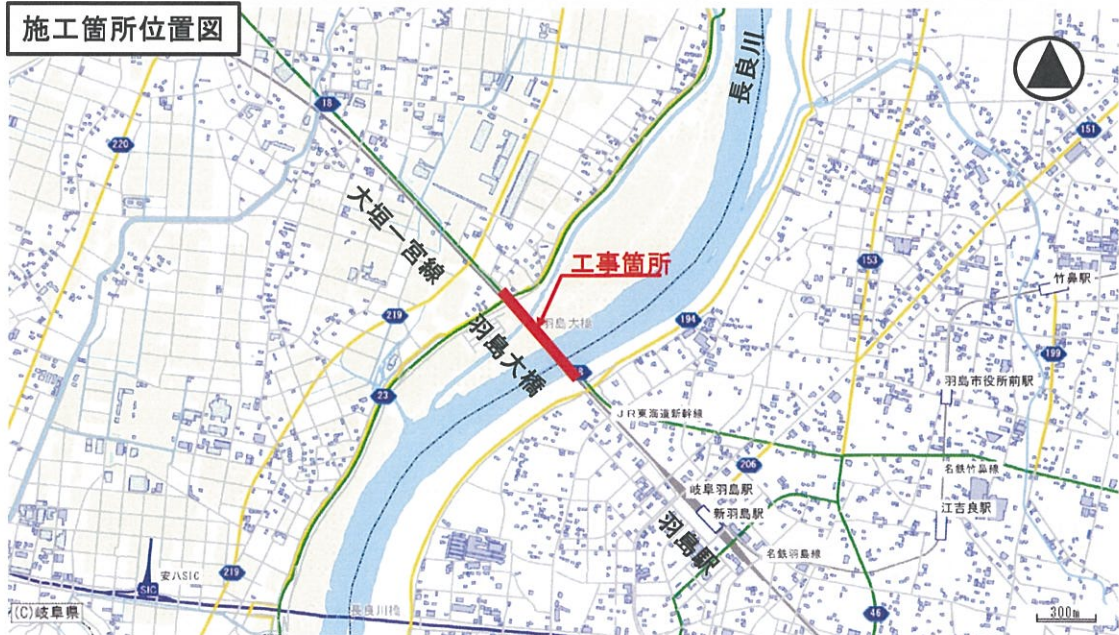 施工箇所位置図
長良川
18
151
220
大垣一宮線
工事箇所
153
竹鼻駅
羽島大橋
219
羽島大橋
194
199
23
羽島市役所前駅
JR東海道新幹線
206
名鉄竹鼻線
岐阜羽島駅
江吉良駅
新羽島駅
羽島駅
名鉄羽島線
219
安八SIC
SIC
46
(C)岐阜県
長良川橋
300m